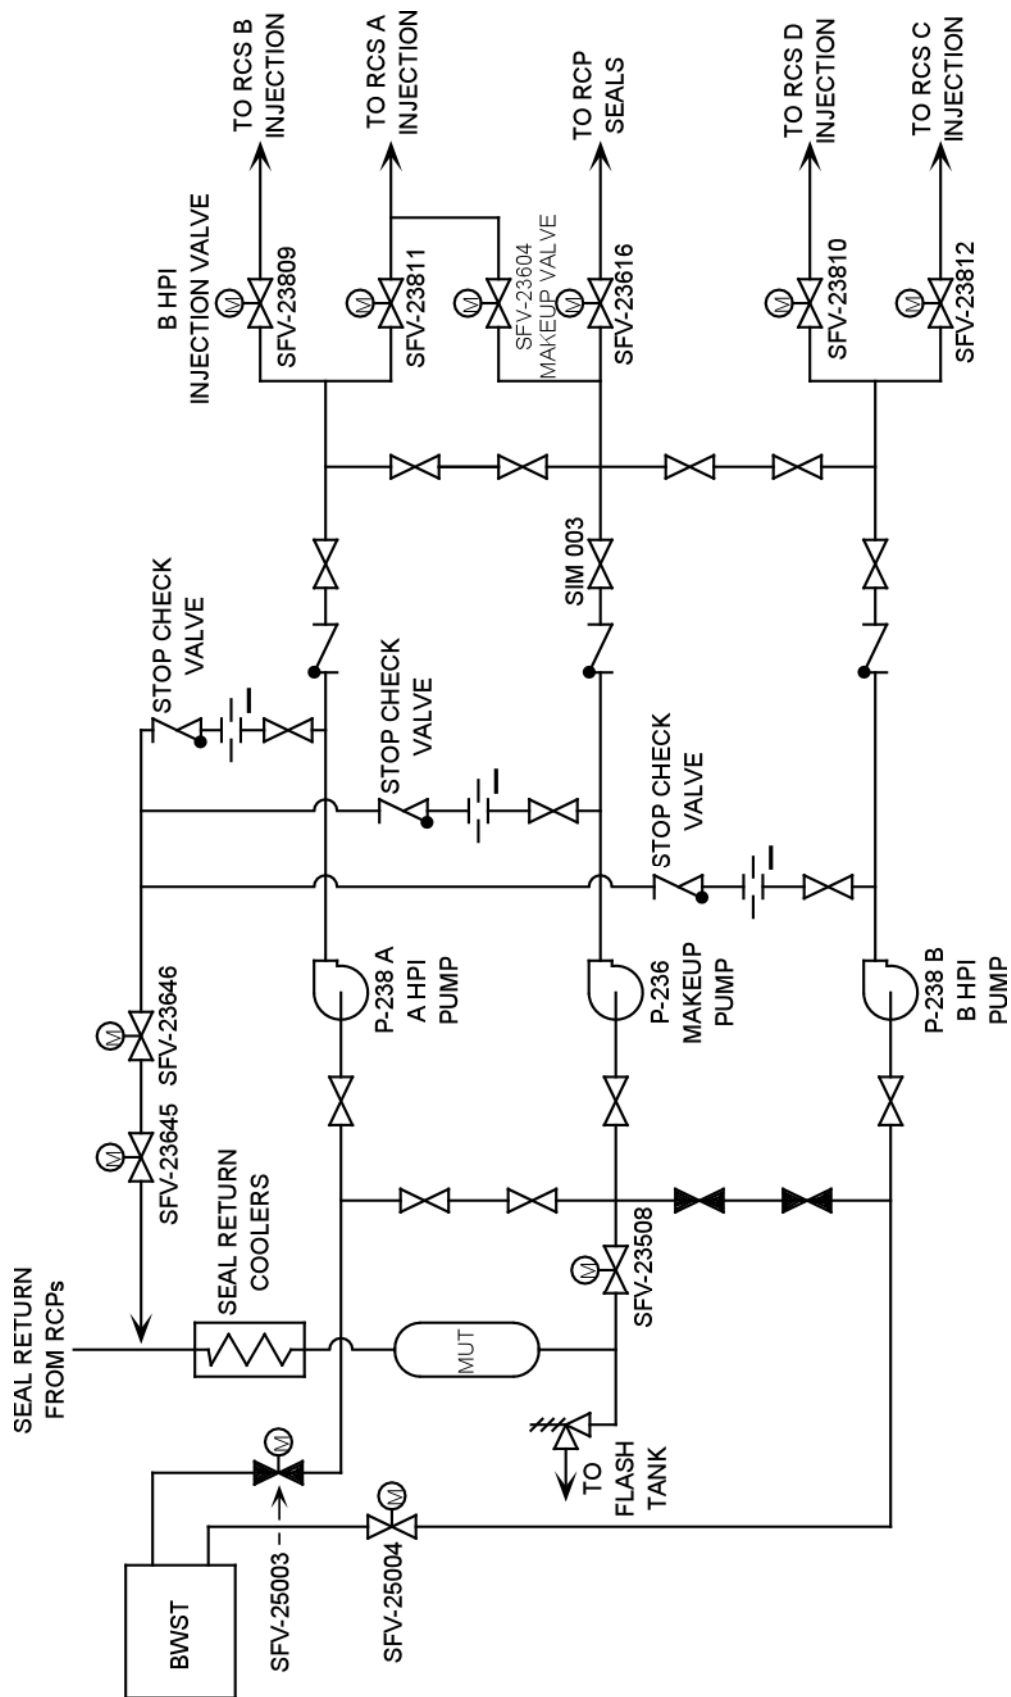 TO RCS B
INJECTION
TO RCS A
INJECTION
TO RCP
SEALS
TO RCS D
INJECTION
TO RCS C
INJECTION
B HPI
INJECTION VALVE
M
SFV-23809
M
SFV-23811
M
SFV-23604
MAKEUP VALVE
M
SFV-23616
M
SFV-23810
M
SFV-23812
SIM 003
STOP CHECK
VALVE
STOP CHECK
VALVE
STOP CHECK
VALVE
P-238 A
A HPI
PUMP
P-236
MAKEUP
PUMP
P-238 B
B HPI
PUMP
M
SFV-23646
M
SFV-23645
SEAL RETURN
COOLERS
M
SFV-23508
SEAL RETURN
FROM RCPs
MUT
TO
FLASH
TANK
M
SFV-25003
M
SFV-25004
BWST